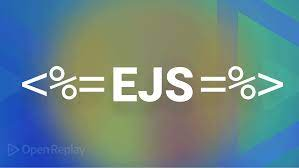 <%= EJS =%>
OpenReplay